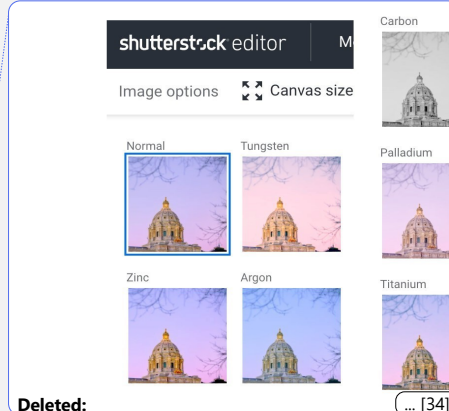 shutterstock editor
M
Image options Canvas size
Normal Tungsten
Zinc Argon
Carbon
Palladium
Titanium
Deleted: ... [34]